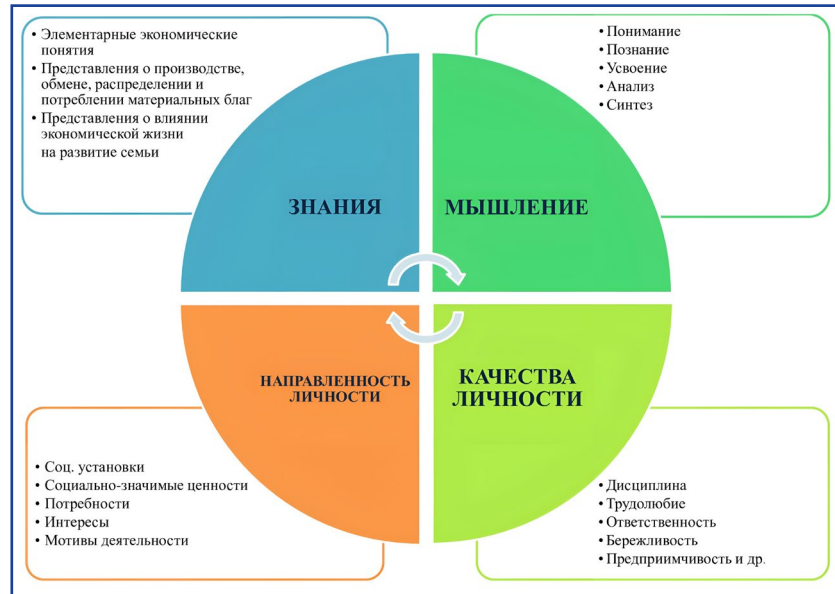 • Элементарные экономические
понятия
• Представления о производстве,
обмене, распределении и
потреблении материальных благ
• Представления о влиянии
экономической жизни
на развитие семьи
• Понимание
• Познание
• Усвоение
• Анализ
• Синтез
ЗНАНИЯ
МЫШЛЕНИЕ
НАПРАВЛЕННОСТЬ
ЛИЧНОСТИ
КАЧЕСТВА
ЛИЧНОСТИ
• Соц. установки
• Социально-значимые ценности
• Потребности
• Интересы
• Мотивы деятельности
• Дисциплина
• Трудолюбие
• Ответственность
• Бережливость
• Предприимчивость и др.